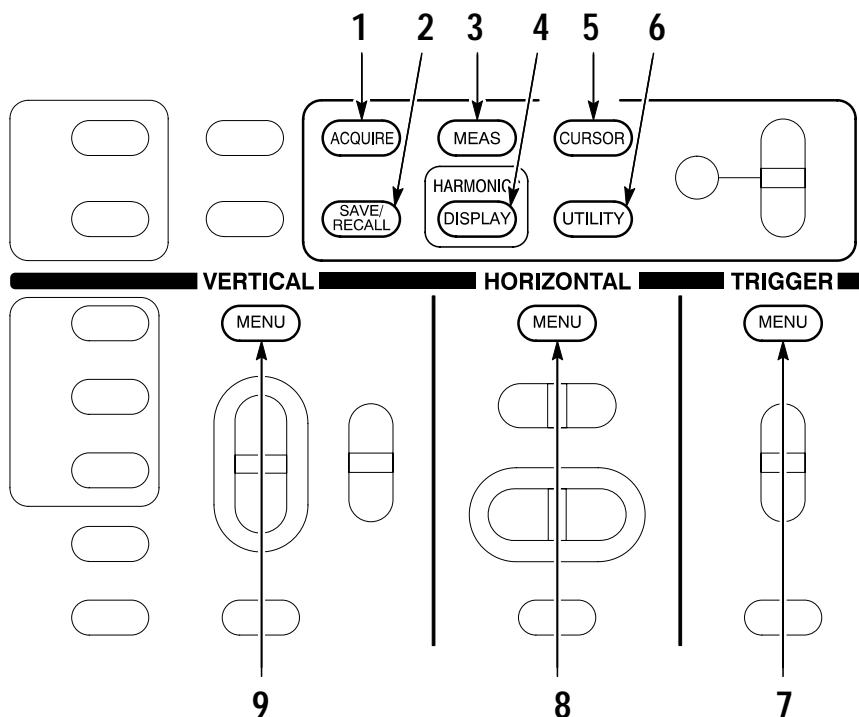 1 2 3 4 5 6
ACQUIRE MEAS CURSOR
HARMONICS
SAVE/
RECALL DISPLAY UTILITY
VERTICAL HORIZONTAL TRIGGER
MENU MENU MENU
9 8 7